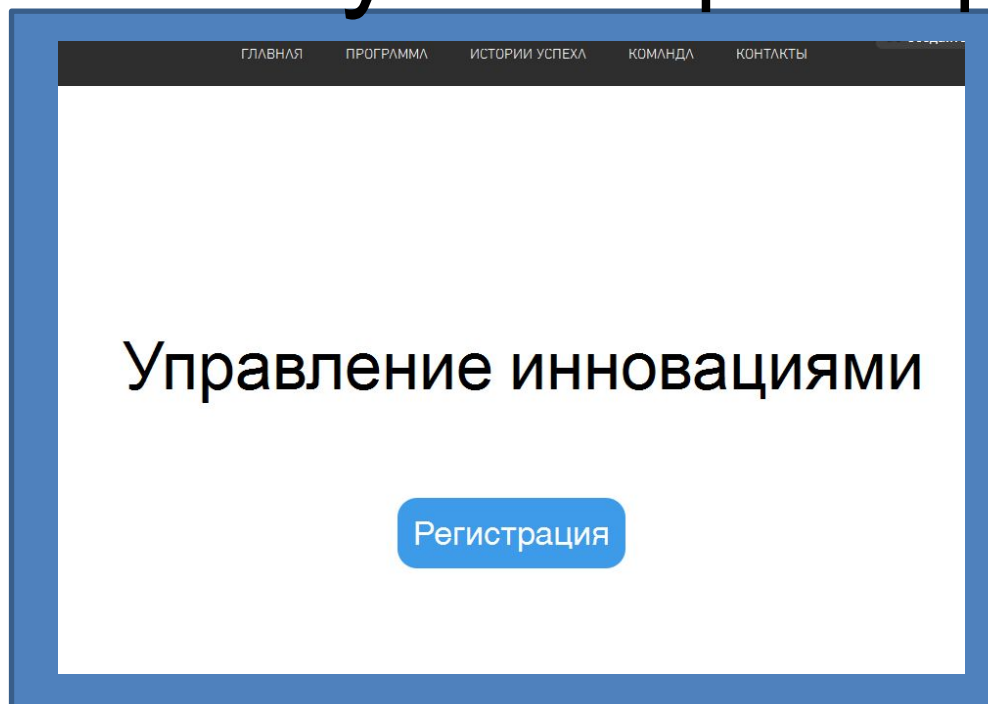 ГЛАВНАЯ ПРОГРАММА ИСТОРИИ УСПЕХА КОМАНДА КОНТАКТЫ
Управление инновациями
Регистрация